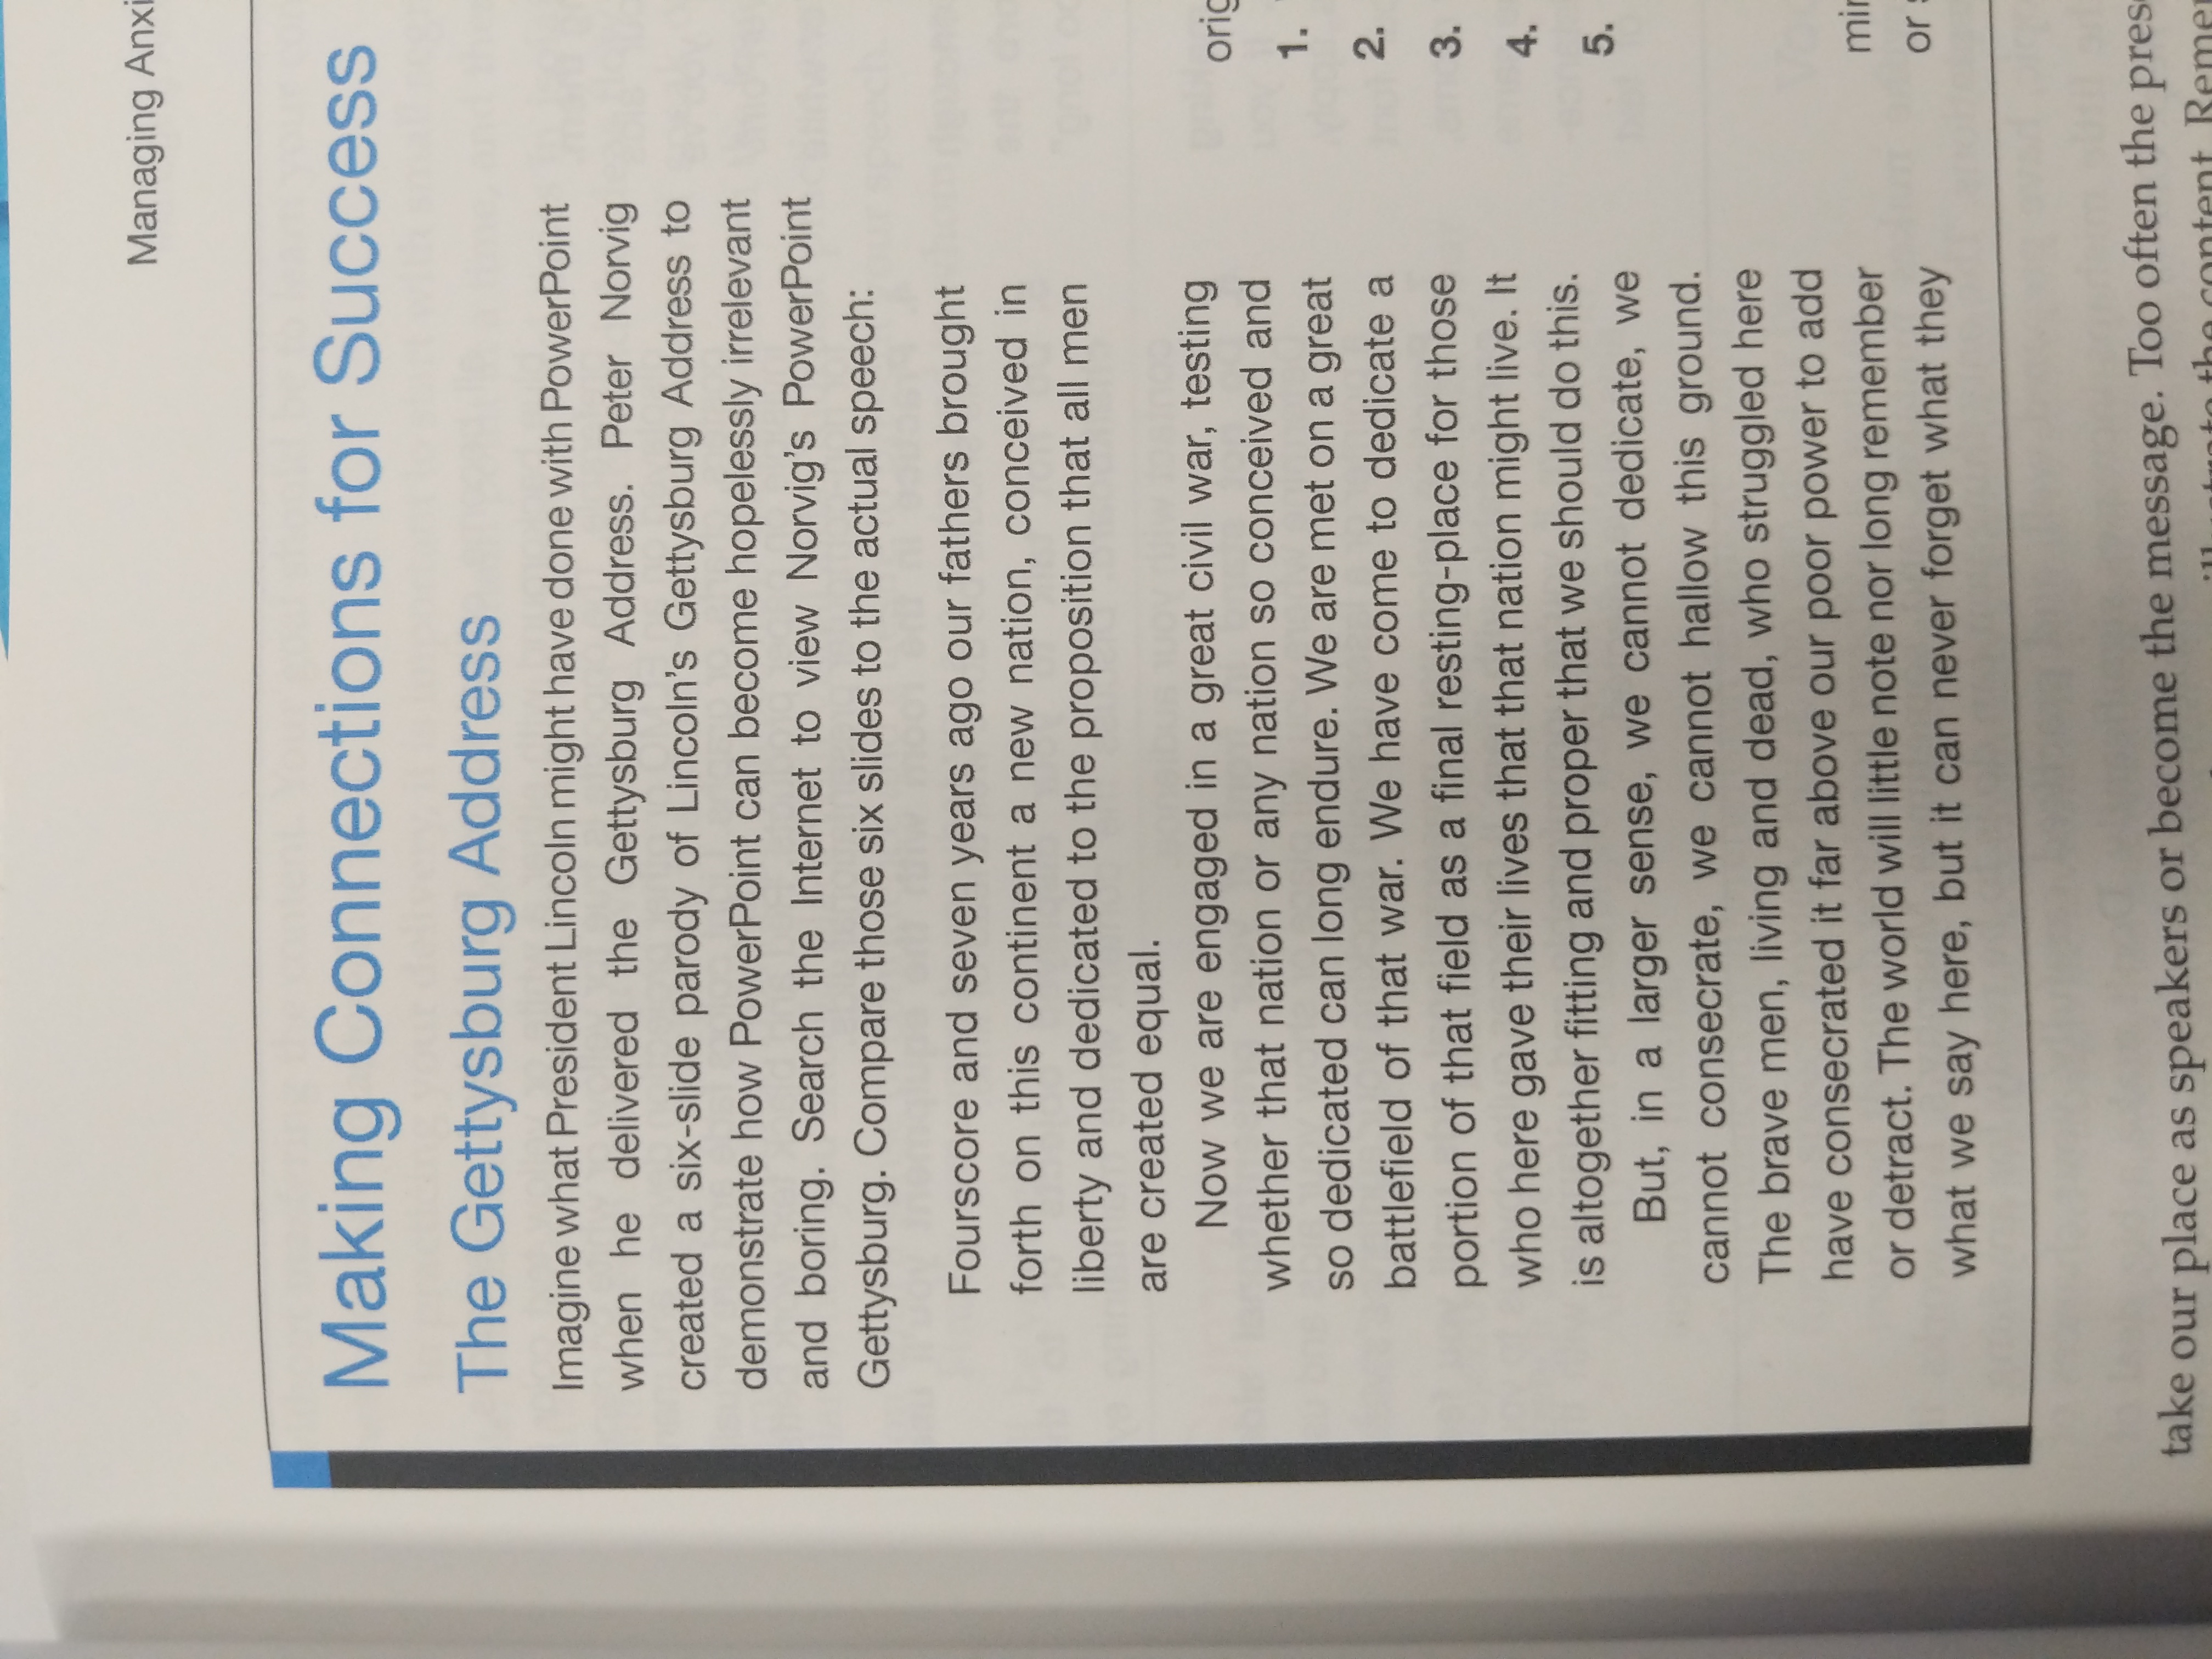 Managing
Making Connections for Success
The Gettysburg Address
Imagine what President Lincoln might have done with PowerPoint
when he delivered the Gettysburg Address. Peter Norvig
created a six-slide parody of Lincoln's Gettysburg Address to
demonstrate how PowerPoint can become hopelessly irrelevant
and boring. Search the Internet to view Norvig's PowerPoint
Gettysburg. Compare those six slides to the actual speech:
Fourscore and seven years ago our fathers brought
forth on this continent a new nation, conceived in
liberty and dedicated to the proposition that all men
are created equal.
Now we are engaged in a great civil war, testing
whether that nation or any nation so conceived and
so dedicated can long endure. We are met on a great
battlefield of that war. We have come to dedicate a
portion of that field as a final resting-place for those
who here gave their lives that that nation might live. It
is altogether fitting and proper that we should do this.
But, in a larger sense, we cannot dedicate, we
cannot consecrate, we cannot hallow this ground.
The brave men, living and dead, who struggled here
have consecrated it far above our poor power to add
or detract. The world will little note nor long remember
what we say here, but it can never forget what they
1.
2.
3.
4.
5.
or
take our place as speakers or become the message. Too often the
the content.